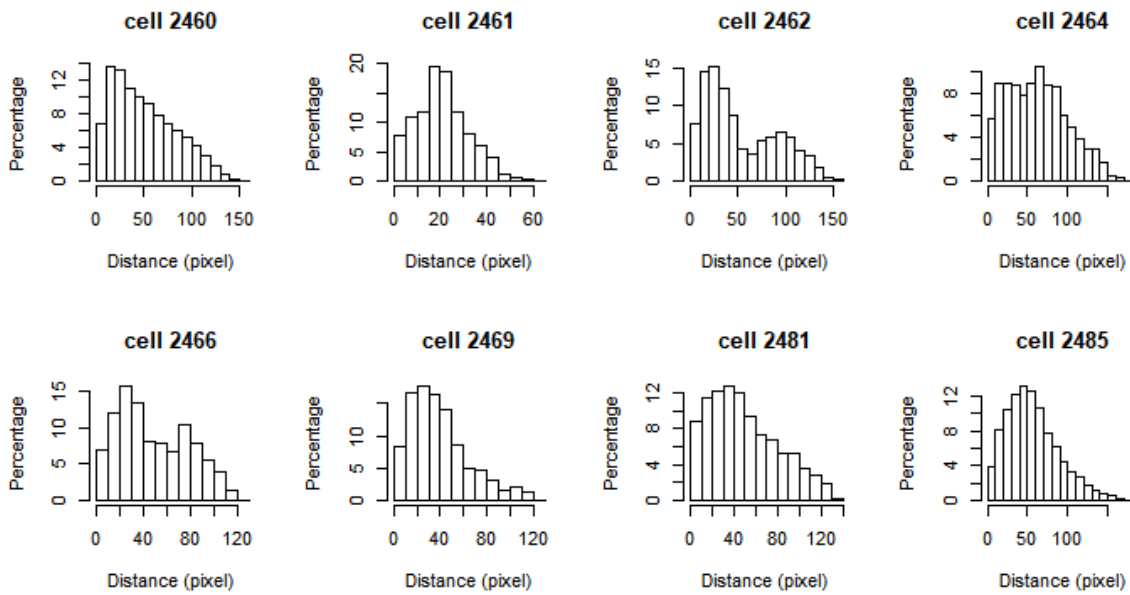 cell 2460
Percentage
0 4 8 12
0 50 100 150
Distance (pixel)
cell 2461
Percentage
0 5 10 20
0 20 40 60
Distance (pixel)
cell 2462
Percentage
0 5 10 15
0 50 100 150
Distance (pixel)
cell 2464
Percentage
0 4 8
0 50 100
Distance (pixel)
cell 2466
Percentage
0 5 10 15
0 40 80 120
Distance (pixel)
cell 2469
Percentage
0 5 10
0 40 80 120
Distance (pixel)
cell 2481
Percentage
0 4 8 12
0 40 80 120
Distance (pixel)
cell 2485
Percentage
0 4 8 12
0 50 100
Distance (pixel)